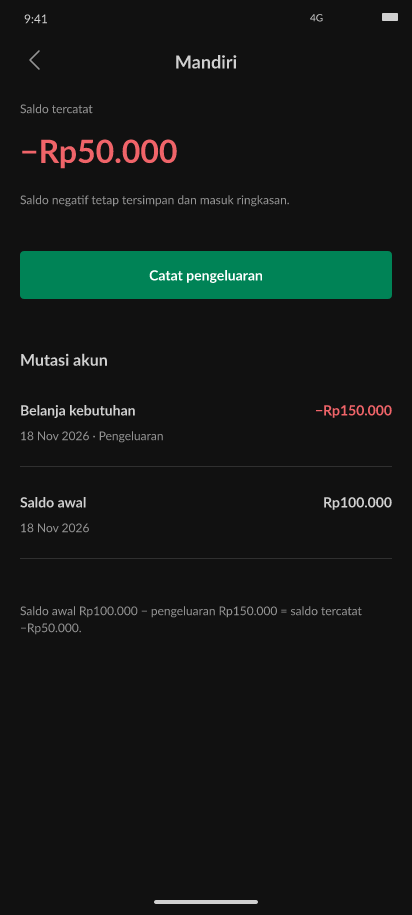 9:41
4G
Mandiri
Saldo tercatat
−Rp50.000
Saldo negatif tetap tersimpan dan masuk ringkasan.
Catat pengeluaran
Mutasi akun
Belanja kebutuhan
−Rp150.000
18 Nov 2026 · Pengeluaran
Saldo awal
Rp100.000
18 Nov 2026
Saldo awal Rp100.000 − pengeluaran Rp150.000 = saldo tercatat
−Rp50.000.